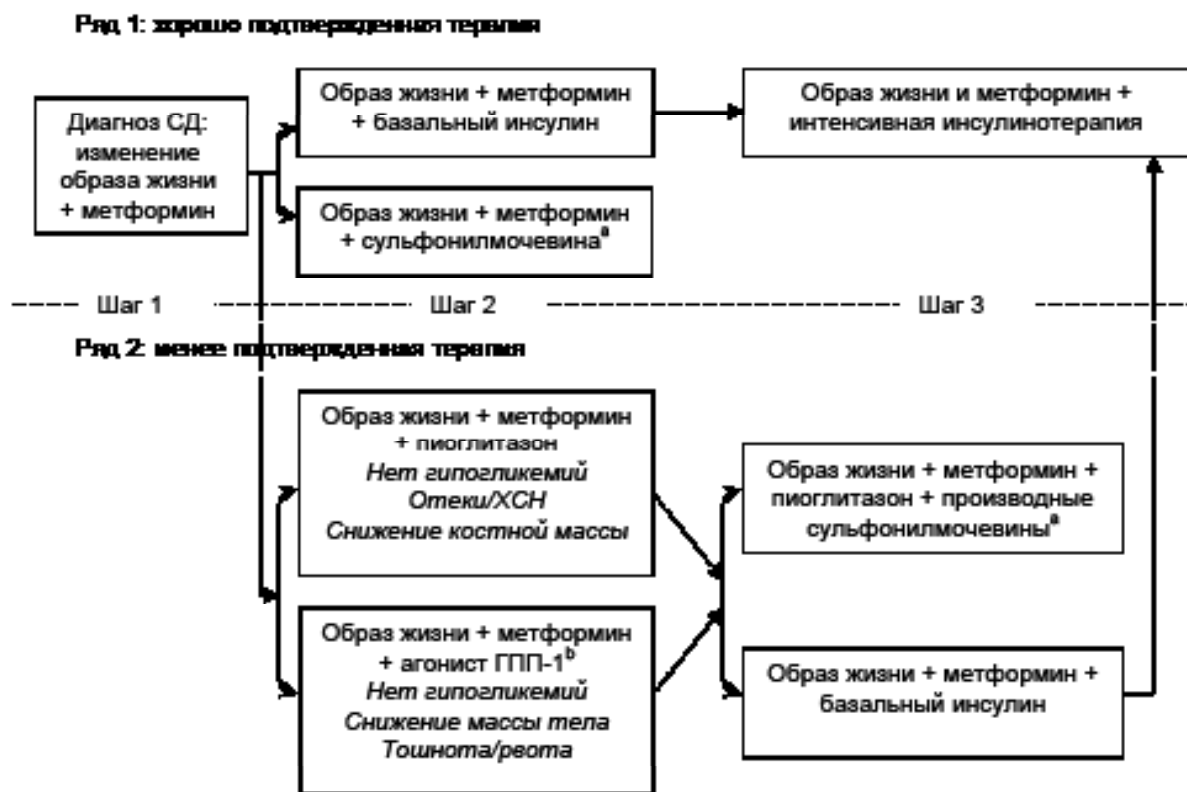 Ряд 1: хорошо подтвержденная терапия
Диагноз СД:
изменение
образа жизни
+ метформин
Образ жизни + метформин
+ базальный инсулин
Образ жизни и метформин +
интенсивная инсулинотерапия
Образ жизни + метформин
+ сульфонилмочевинаª
Шаг 1
Шаг 2
Шаг 3
Ряд 2: менее подтвержденная терапия
Образ жизни + метформин
+ пиоглитазон
Нет гипогликемий
Отеки/ХСН
Снижение костной массы
Образ жизни + метформин +
пиоглитазон + производные
сульфонилмочевиныª
Образ жизни + метформин
+ агонист ГПП-1ᵇ
Нет гипогликемий
Снижение массы тела
Тошнота/рвота
Образ жизни + метформин +
базальный инсулин